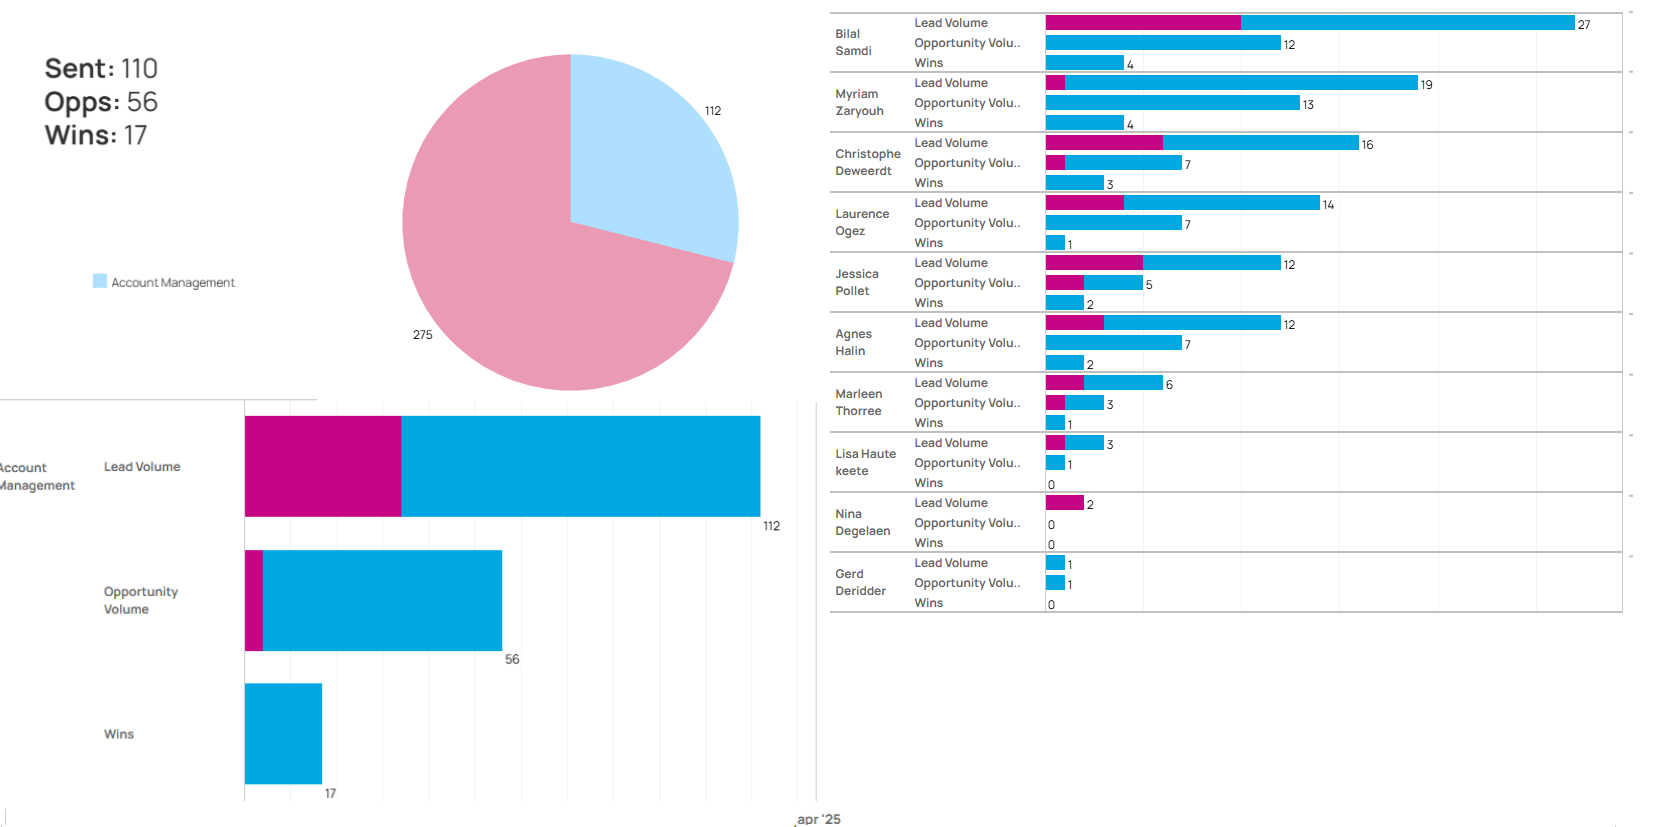 Sent: 110
Opps: 56
Wins: 17
112
275
Account Management
Account
Management
Lead Volume
112
Opportunity
Volume
56
Wins
17
apr '25
Bilal
Samdi
Lead Volume
27
Opportunity Volu..
12
Wins
4
Myriam
Zaryouh
Lead Volume
19
Opportunity Volu..
13
Wins
4
Christophe
Deweerdt
Lead Volume
16
Opportunity Volu..
7
Wins
3
Laurence
Ogez
Lead Volume
14
Opportunity Volu..
7
Wins
1
Jessica
Pollet
Lead Volume
12
Opportunity Volu..
5
Wins
2
Agnes
Halin
Lead Volume
12
Opportunity Volu..
7
Wins
2
Marleen
Thorree
Lead Volume
6
Opportunity Volu..
3
Wins
1
Lisa Haute
keete
Lead Volume
3
Opportunity Volu..
1
Wins
0
Nina
Degelaen
Lead Volume
2
Opportunity Volu..
0
Wins
0
Gerd
Deridder
Lead Volume
1
Opportunity Volu..
1
Wins
0